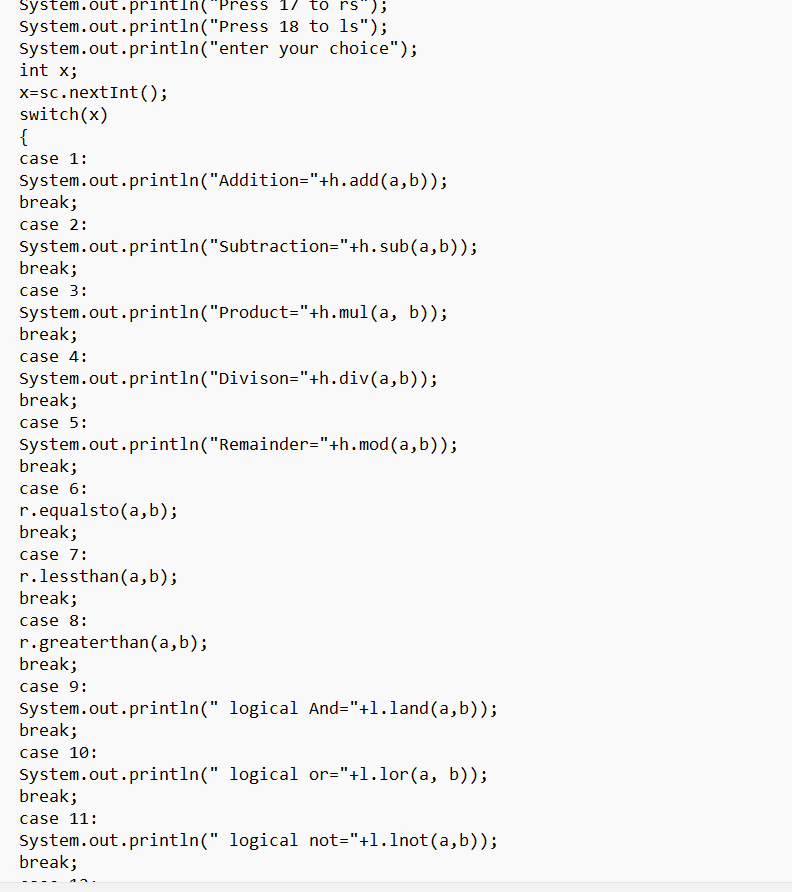 System.out.println("Press 17 to rs");
System.out.println("Press 18 to ls");
System.out.println("enter your choice");
int x;
x=sc.nextInt();
switch(x)
{
case 1:
System.out.println("Addition="+h.add(a,b));
break;
case 2:
System.out.println("Subtraction="+h.sub(a,b));
break;
case 3:
System.out.println("Product="+h.mul(a, b));
break;
case 4:
System.out.println("Divison="+h.div(a,b));
break;
case 5:
System.out.println("Remainder="+h.mod(a,b));
break;
case 6:
r.equalsto(a,b);
break;
case 7:
r.lessthan(a,b);
break;
case 8:
r.greaterthan(a,b);
break;
case 9:
System.out.println(" logical And="+l.land(a,b));
break;
case 10:
System.out.println(" logical or="+l.lor(a, b));
break;
case 11:
System.out.println(" logical not="+l.lnot(a,b));
break;